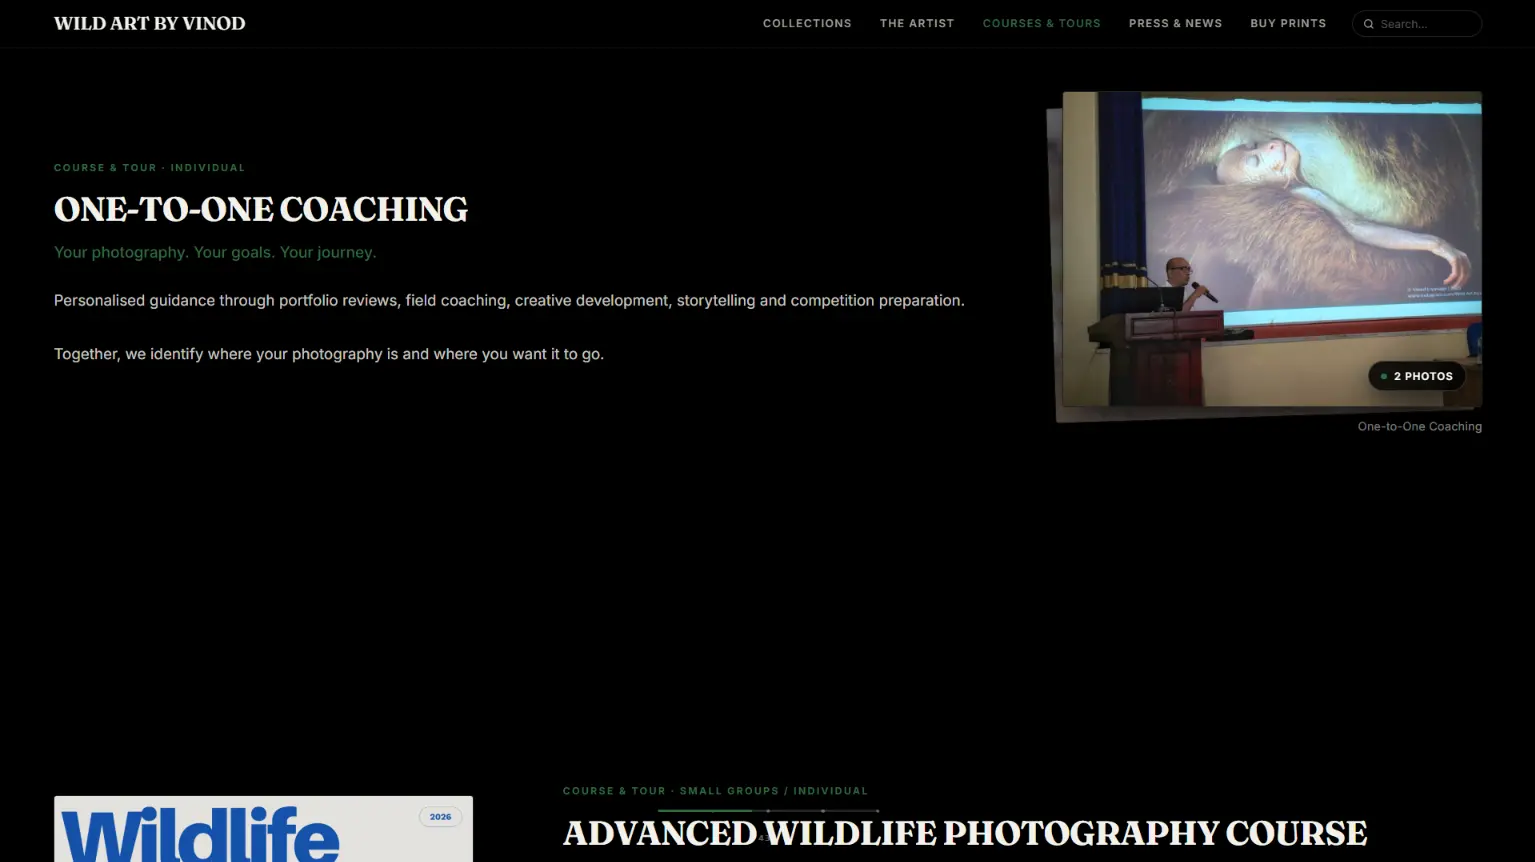 WILD ART BY VINOD
COLLECTIONS
THE ARTIST
COURSES & TOURS
PRESS & NEWS
BUY PRINTS
Search...
COURSE & TOUR · INDIVIDUAL
ONE-TO-ONE COACHING
Your photography. Your goals. Your journey.
Personalised guidance through portfolio reviews, field coaching, creative development, storytelling and competition preparation.
Together, we identify where your photography is and where you want it to go.
2 PHOTOS
One-to-One Coaching
Wildlife
2026
COURSE & TOUR · SMALL GROUPS / INDIVIDUAL
ADVANCED WILDLIFE PHOTOGRAPHY COURSE